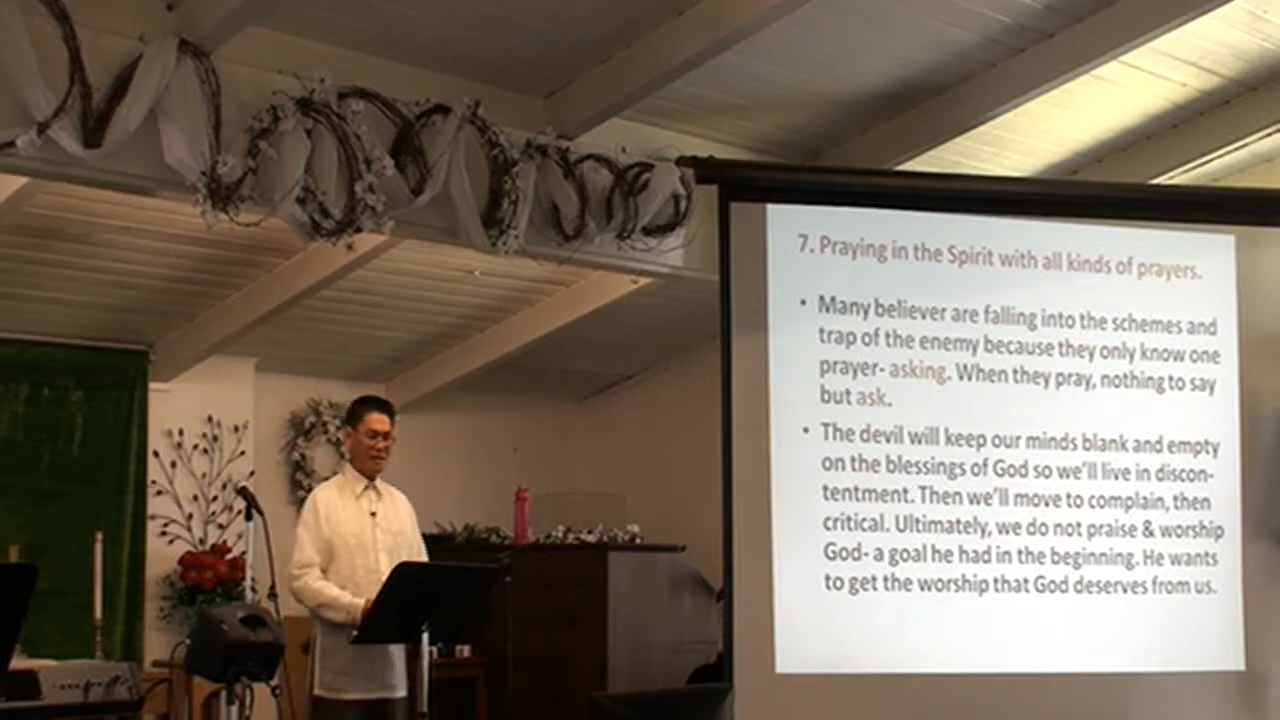 7. Praying in the Spirit with all kinds of prayers.
• Many believer are falling into the schemes and
trap of the enemy because they only know one
prayer- asking. When they pray, nothing to say
but ask.
• The devil will keep our minds blank and empty
on the blessings of God so we'll live in discon-
tentment. Then we'll move to complain, then
critical. Ultimately, we do not praise & worship
God- a goal he had in the beginning. He wants
to get the worship that God deserves from us.